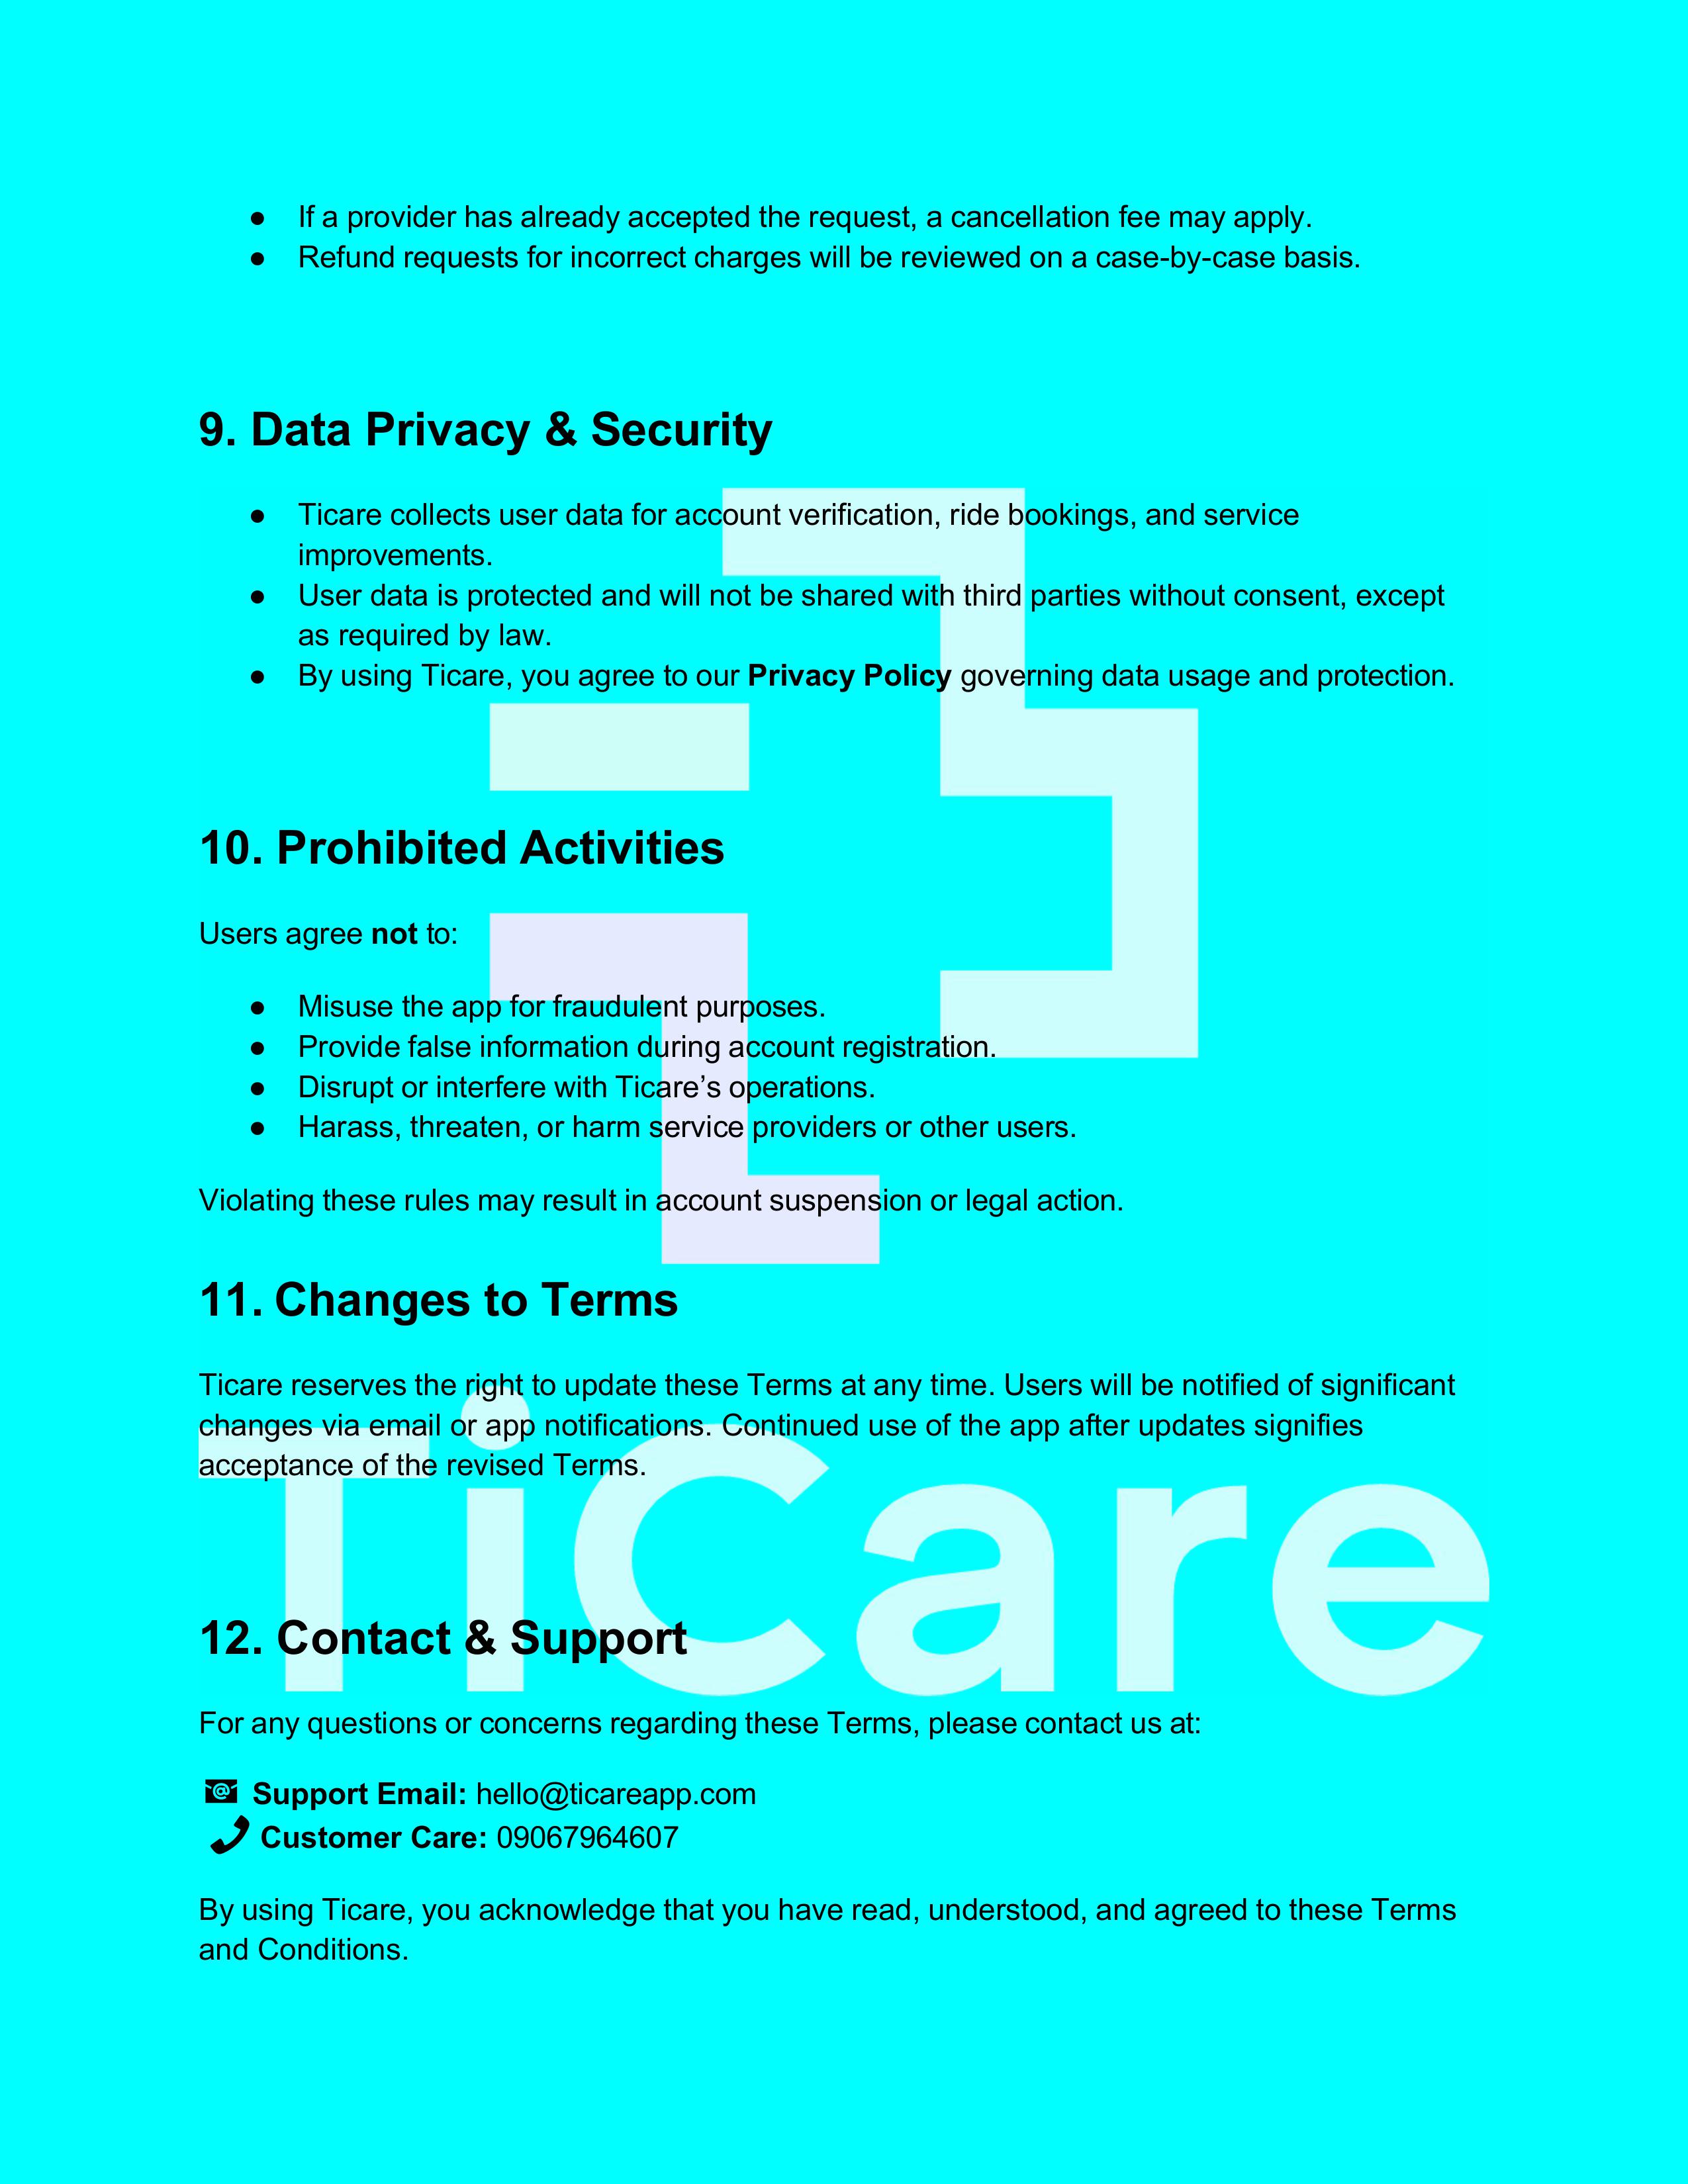 ● If a provider has already accepted the request, a cancellation fee may apply.
● Refund requests for incorrect charges will be reviewed on a case-by-case basis.
9. Data Privacy & Security
● Ticare collects user data for account verification, ride bookings, and service
improvements.
● User data is protected and will not be shared with third parties without consent, except
as required by law.
● By using Ticare, you agree to our Privacy Policy governing data usage and protection.
10. Prohibited Activities
Users agree not to:
● Misuse the app for fraudulent purposes.
● Provide false information during account registration.
● Disrupt or interfere with Ticare’s operations.
● Harass, threaten, or harm service providers or other users.
Violating these rules may result in account suspension or legal action.
11. Changes to Terms
Ticare reserves the right to update these Terms at any time. Users will be notified of significant
changes via email or app notifications. Continued use of the app after updates signifies
acceptance of the revised Terms.
TiCare
12. Contact & Support
For any questions or concerns regarding these Terms, please contact us at:
Support Email: hello@ticareapp.com
Customer Care: 09067964607
By using Ticare, you acknowledge that you have read, understood, and agreed to these Terms
and Conditions.